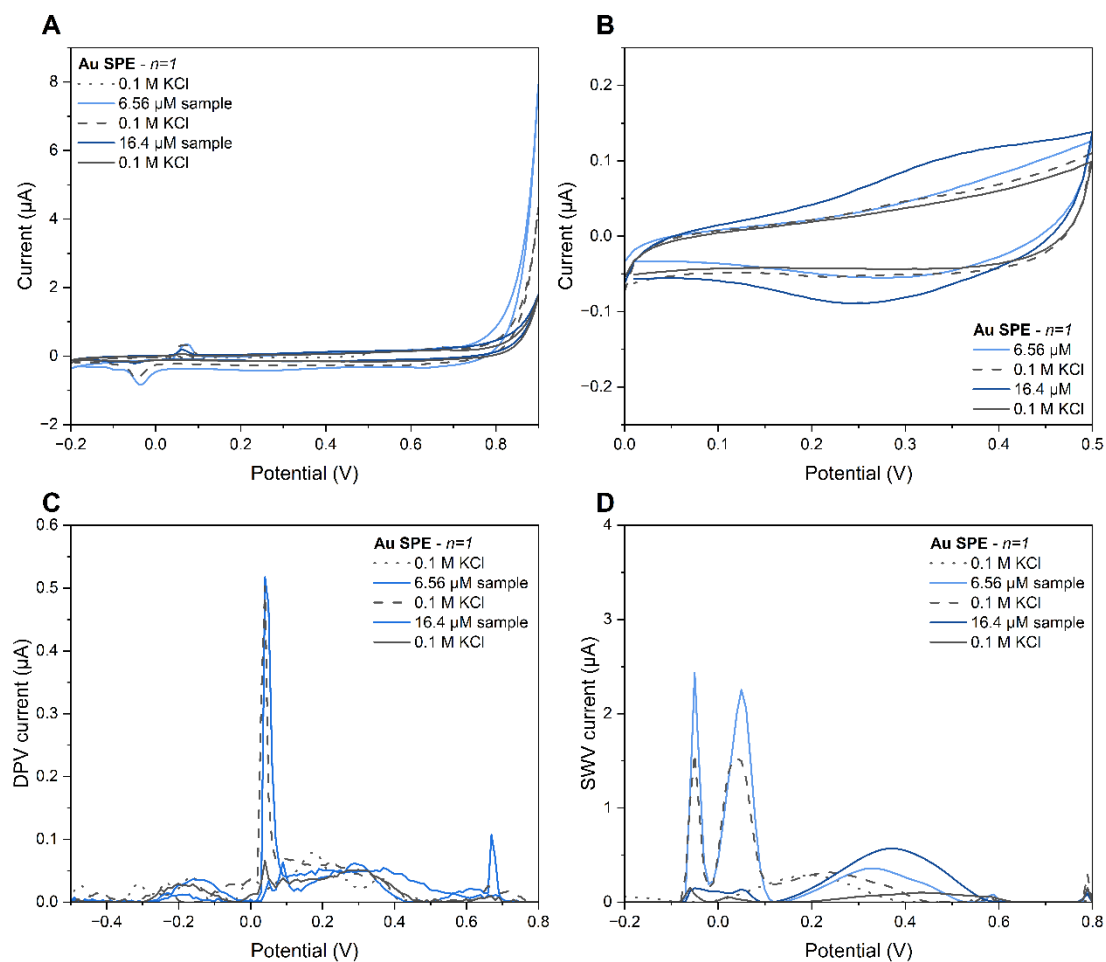 A
Au SPE - n=1
0.1 M KCl
6.56 µM sample
0.1 M KCl
16.4 µM sample
0.1 M KCl
8
6
4
2
0
−2
Current (µA)
−0.2 0.0 0.2 0.4 0.6 0.8
Potential (V)
B
0.2
0.1
0.0
−0.1
−0.2
Current (µA)
Au SPE - n=1
6.56 µM
0.1 M KCl
16.4 µM
0.1 M KCl
0.0 0.1 0.2 0.3 0.4 0.5
Potential (V)
C
Au SPE - n=1
0.1 M KCl
6.56 µM sample
0.1 M KCl
16.4 µM sample
0.1 M KCl
0.6
0.5
0.4
0.3
0.2
0.1
0.0
DPV current (µA)
−0.4 −0.2 0.0 0.2 0.4 0.6 0.8
Potential (V)
D
Au SPE - n=1
0.1 M KCl
6.56 µM sample
0.1 M KCl
16.4 µM sample
0.1 M KCl
4
3
2
1
0
SWV current (µA)
−0.2 0.0 0.2 0.4 0.6 0.8
Potential (V)